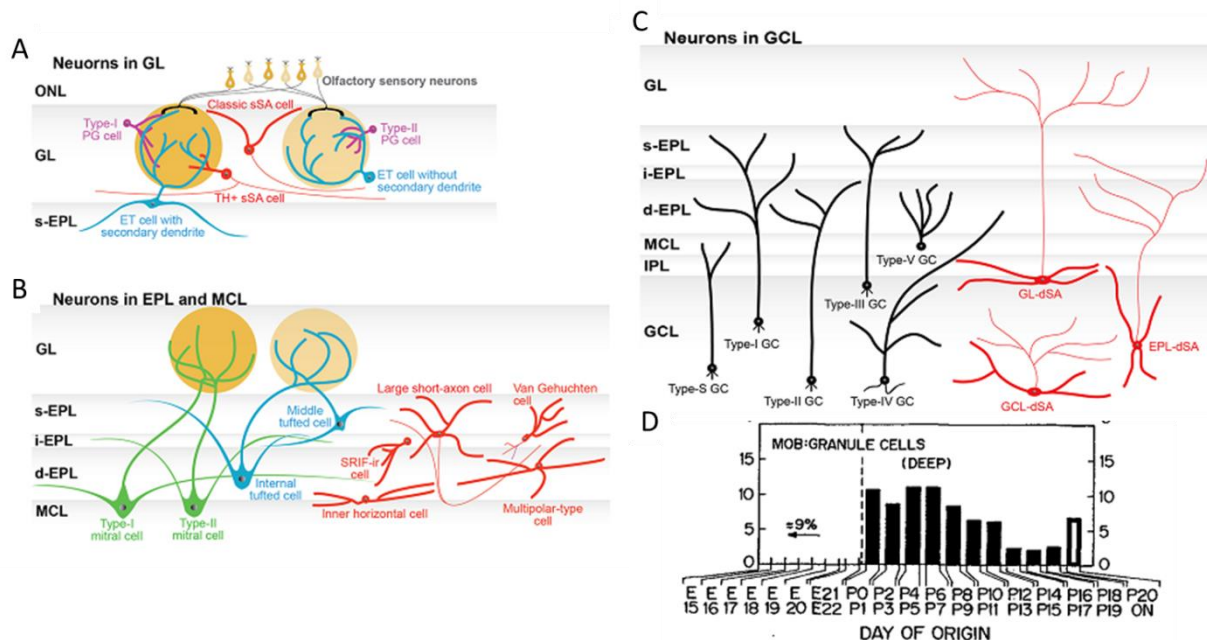 A
Neuorns in GL
ONL
Olfactory sensory neurons
Classic sSA cell
Type-I
PG cell
Type-II
PG cell
GL
ET cell without
secondary dendrite
TH+ sSA cell
s-EPL
ET cell with
secondary dendrite
B
Neurons in EPL and MCL
GL
Large short-axon cell
Van Gehuchten
cell
s-EPL
Middle
tufted cell
i-EPL
SRIF-ir
cell
d-EPL
Internal
tufted cell
MCL
Type-I
mitral cell
Type-II
mitral cell
Inner horizontal cell
Multipolar-type
cell
C
Neurons in GCL
GL
s-EPL
i-EPL
d-EPL
MCL
IPL
GCL
Type-V GC
Type-III GC
GL-dSA
Type-I GC
EPL-dSA
Type-S GC
Type-II GC
Type-IV GC
GCL-dSA
D
MOB:GRANULE CELLS
(DEEP)
15
10
5
0
≈9%
8
10
5
0
E E E E E E E21 P0 P2 P4 P6 P8 P10 P12 P14 P16 P18 P20
15 16 17 18 19 20 E22 P1 P3 P5 P7 P9 P11 P13 P15 P17 P19 ON
DAY OF ORIGIN